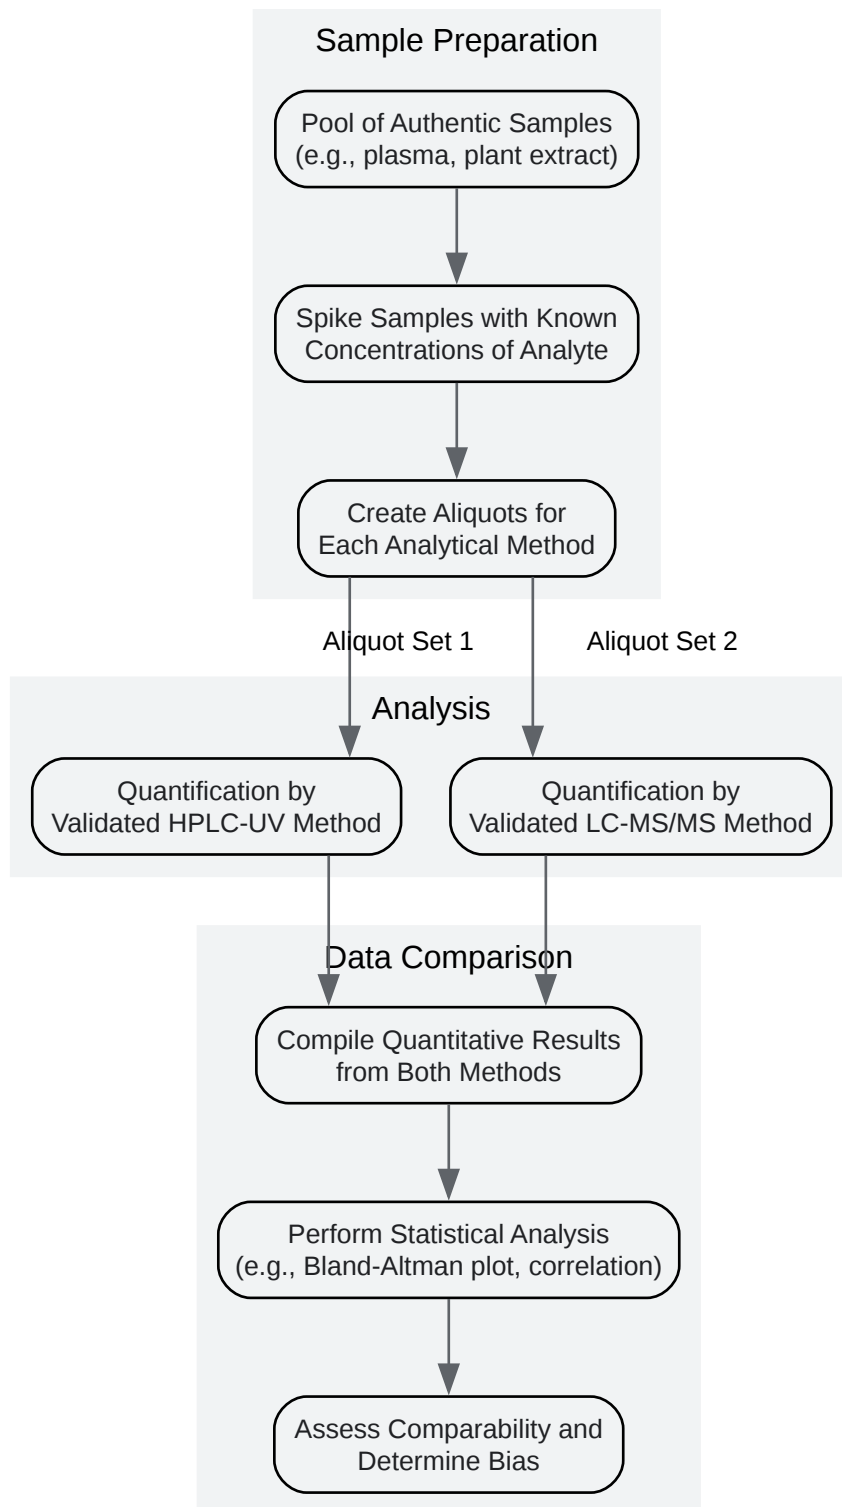 Sample Preparation
Pool of Authentic Samples
(e.g., plasma, plant extract)
Spike Samples with Known
Concentrations of Analyte
Create Aliquots for
Each Analytical Method
Aliquot Set 1
Aliquot Set 2
Analysis
Quantification by
Validated HPLC-UV Method
Quantification by
Validated LC-MS/MS Method
Data Comparison
Compile Quantitative Results
from Both Methods
Perform Statistical Analysis
(e.g., Bland-Altman plot, correlation)
Assess Comparability and
Determine Bias